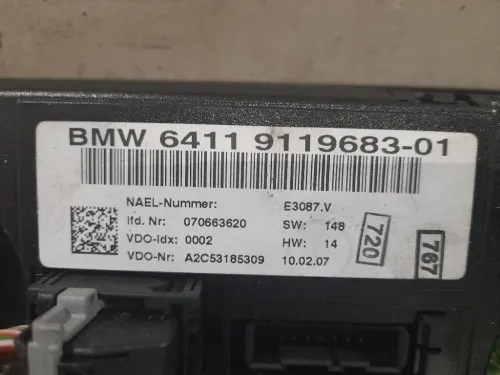 BMW 6411 9119683-01
NAEL-Nummer: E3087.V
lfd. Nr: 070663620 SW: 148
VDO-Idx: 0002 HW: 14
VDO-Nr: A2C53185309 10.02.07
720
767